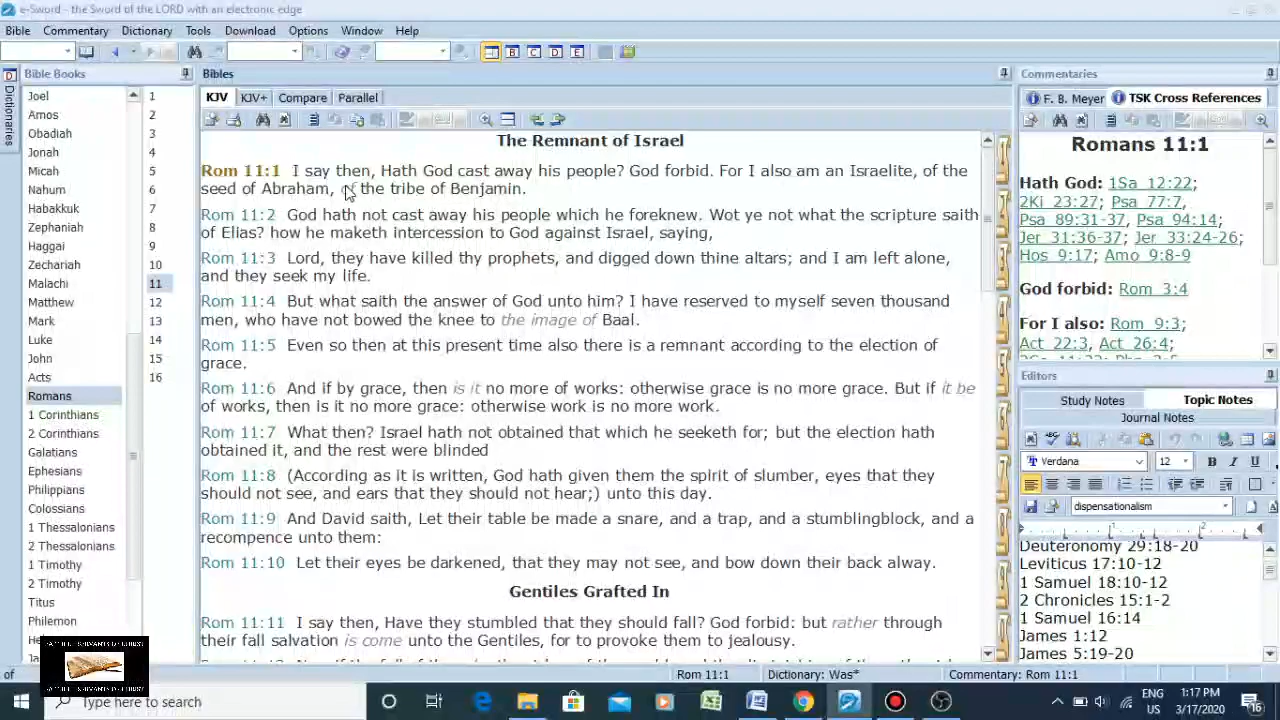 e-Sword - the Sword of the LORD with an electronic edge
Bible Commentary Dictionary Tools Download Options Window Help
B C D E
Dictionaries
Bible Books
Joel
Amos
Obadiah
Jonah
Micah
Nahum
Habakkuk
Zephaniah
Haggai
Zechariah
Malachi
Matthew
Mark
Luke
John
Acts
Romans
1 Corinthians
2 Corinthians
Galatians
Ephesians
Philippians
Colossians
1 Thessalonians
2 Thessalonians
1 Timothy
2 Timothy
Titus
Philemon
1
2
3
4
5
6
7
8
9
10
11
12
13
14
15
16
Bibles
KJV KJV+ Compare Parallel
The Remnant of Israel
Rom 11:1 I say then, Hath God cast away his people? God forbid. For I also am an Israelite, of the
seed of Abraham, of the tribe of Benjamin.
Rom 11:2 God hath not cast away his people which he foreknew. Wot ye not what the scripture saith
of Elias? how he maketh intercession to God against Israel, saying,
Rom 11:3 Lord, they have killed thy prophets, and digged down thine altars; and I am left alone,
and they seek my life.
Rom 11:4 But what saith the answer of God unto him? I have reserved to myself seven thousand
men, who have not bowed the knee to the image of Baal.
Rom 11:5 Even so then at this present time also there is a remnant according to the election of
grace.
Rom 11:6 And if by grace, then is it no more of works: otherwise grace is no more grace. But if it be
of works, then is it no more grace: otherwise work is no more work.
Rom 11:7 What then? Israel hath not obtained that which he seeketh for; but the election hath
obtained it, and the rest were blinded
Rom 11:8 (According as it is written, God hath given them the spirit of slumber, eyes that they
should not see, and ears that they should not hear;) unto this day.
Rom 11:9 And David saith, Let their table be made a snare, and a trap, and a stumblingblock, and a
recompence unto them:
Rom 11:10 Let their eyes be darkened, that they may not see, and bow down their back alway.
Gentiles Grafted In
Rom 11:11 I say then, Have they stumbled that they should fall? God forbid: but rather through
their fall salvation is come unto the Gentiles, for to provoke them to jealousy.
Commentaries
F. B. Meyer TSK Cross References
Romans 11:1
Hath God: 1Sa 12:22;
2Ki 23:27; Psa 77:7,
Psa 89:31-37, Psa 94:14;
Jer 31:36-37; Jer 33:24-26;
Hos 9:17; Amo 9:8-9
God forbid: Rom 3:4
For I also: Rom 9:3;
Act 22:3, Act 26:4;
Editors
Study Notes Topic Notes
Journal Notes
Verdana 12 B I U
dispensationalism
1 2
Deuteronomy 29:18-20
Leviticus 17:10-12
1 Samuel 18:10-12
2 Chronicles 15:1-2
1 Samuel 16:14
James 1:12
James 5:19-20
of Rom 11:1 Dictionary: Was* Commentary: Rom 11:1
Type here to search
ENG
US
1:17 PM
3/17/2020
16